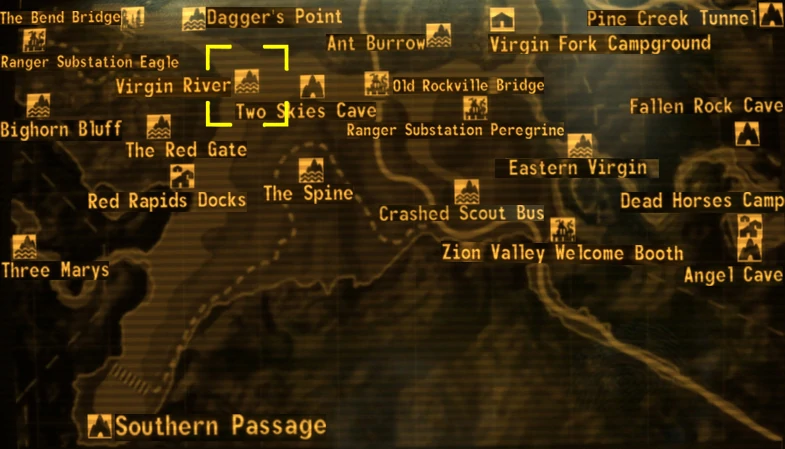 The Bend Bridge
Dagger's Point
Pine Creek Tunnel
Ranger Substation Eagle
Ant Burrow
Virgin Fork Campground
Virgin River
Old Rockville Bridge
Two Skies Cave
Fallen Rock Cave
Bighorn Bluff
Ranger Substation Peregrine
The Red Gate
Eastern Virgin
Red Rapids Docks
The Spine
Dead Horses Camp
Crashed Scout Bus
Zion Valley Welcome Booth
Three Marys
Angel Cave
Southern Passage